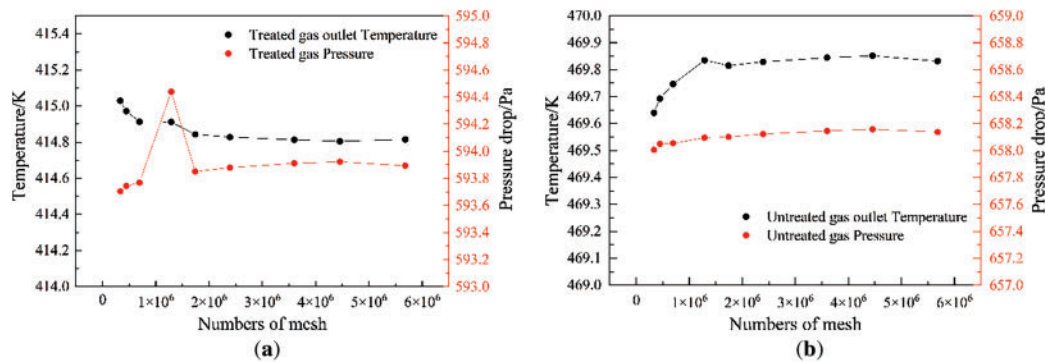 415.4
415.2
415.0
414.8
414.6
414.4
414.2
414.0
Temperature/K
Treated gas outlet Temperature
Treated gas Pressure
595.0
594.8
594.6
594.4
594.2
594.0
593.8
593.6
593.4
593.2
593.0
Pressure drop/Pa
0 1×10⁶ 2×10⁶ 3×10⁶ 4×10⁶ 5×10⁶ 6×10⁶
Numbers of mesh
(a)
470.0
469.9
469.8
469.7
469.6
469.5
469.4
469.3
469.2
469.1
469.0
Temperature/K
Untreated gas outlet Temperature
Untreated gas Pressure
659.0
658.8
658.6
658.4
658.2
658.0
657.8
657.6
657.4
657.2
657.0
Pressure drop/Pa
0 1×10⁶ 2×10⁶ 3×10⁶ 4×10⁶ 5×10⁶ 6×10⁶
Numbers of mesh
(b)